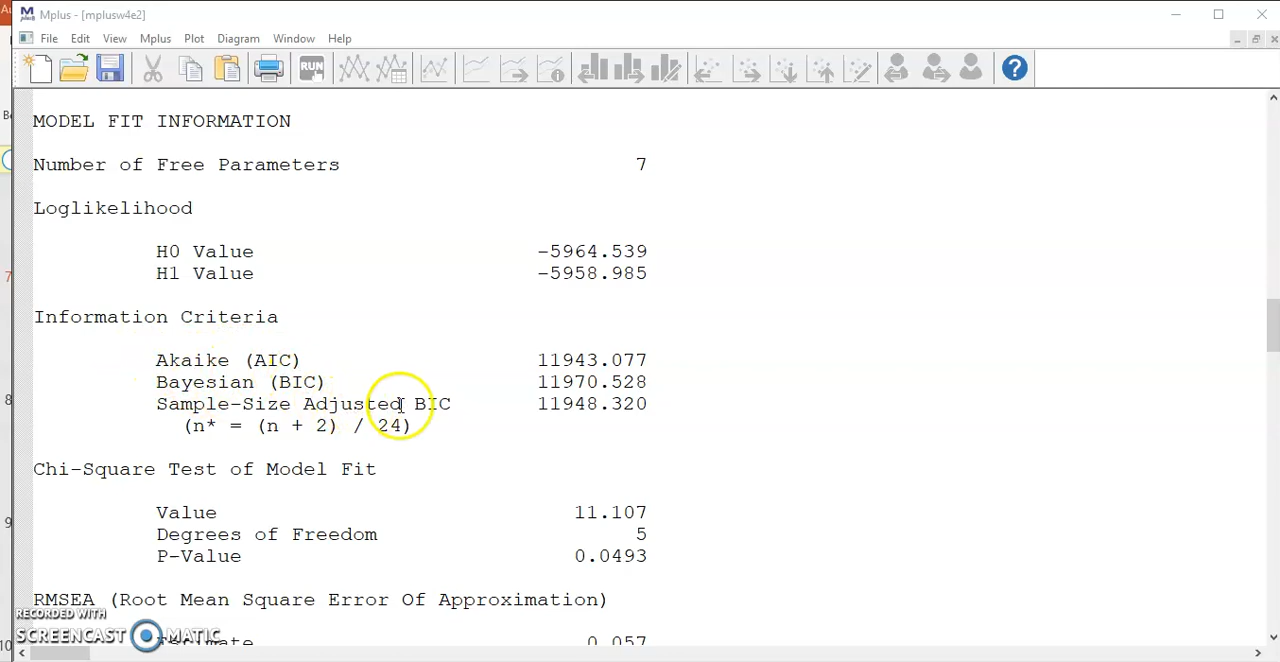 Mplus - [mplusw4e2]
File Edit View Mplus Plot Diagram Window Help
RUN
MODEL FIT INFORMATION
Number of Free Parameters 7
Loglikelihood
H0 Value -5964.539
H1 Value -5958.985
Information Criteria
Akaike (AIC) 11943.077
Bayesian (BIC) 11970.528
Sample-Size Adjusted BIC 11948.320
(n* = (n + 2) / 24)
Chi-Square Test of Model Fit
Value 11.107
Degrees of Freedom 5
P-Value 0.0493
RMSEA (Root Mean Square Error Of Approximation)
RECORDED WITH
SCREENCAST MATIC
Estimate 0.057